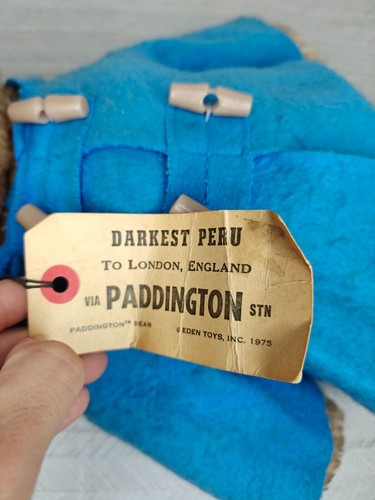 DARKEST PERU
TO LONDON, ENGLAND
VIA PADDINGTON STN
PADDINGTON™ BEAR ©EDEN TOYS, INC. 1975